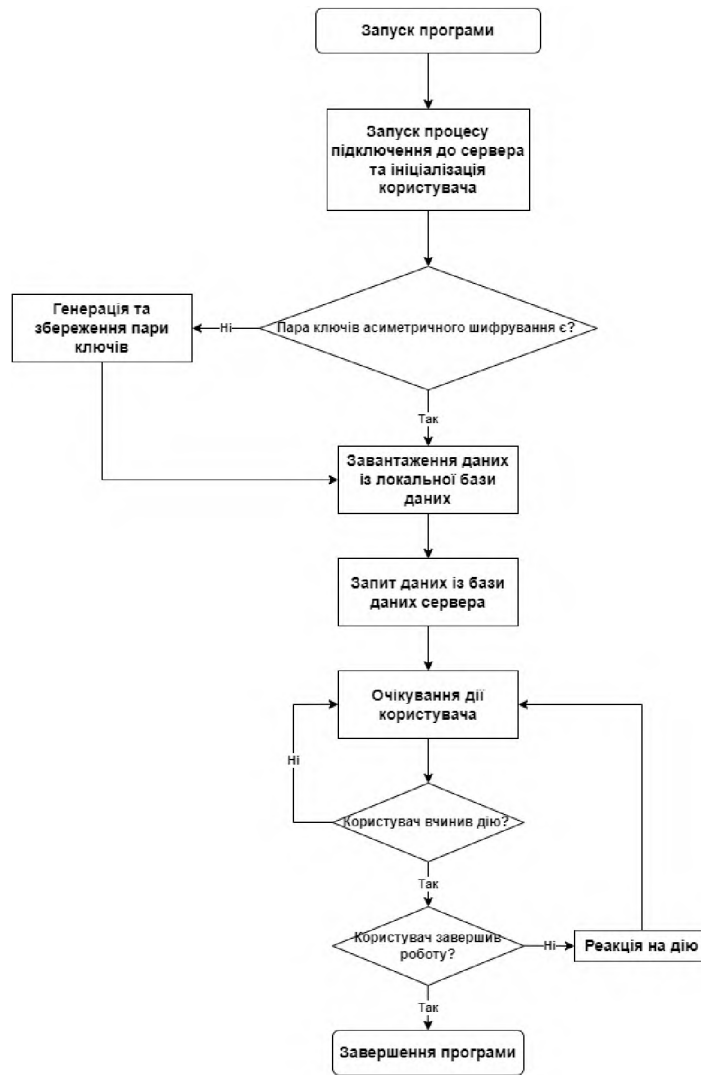 Запуск програми
Запуск процесу
підключення до сервера
та ініціалізація
користувача
Пара ключів асиметричного шифрування є?
Ні
Генерація та
збереження пари
ключів
Так
Завантаження даних
із локальної бази
даних
Запит даних із бази
даних сервера
Очікування дії
користувача
Ні
Користувач вчинив дію?
Так
Користувач завершив
роботу?
Ні
Реакція на дію
Так
Завершення програми